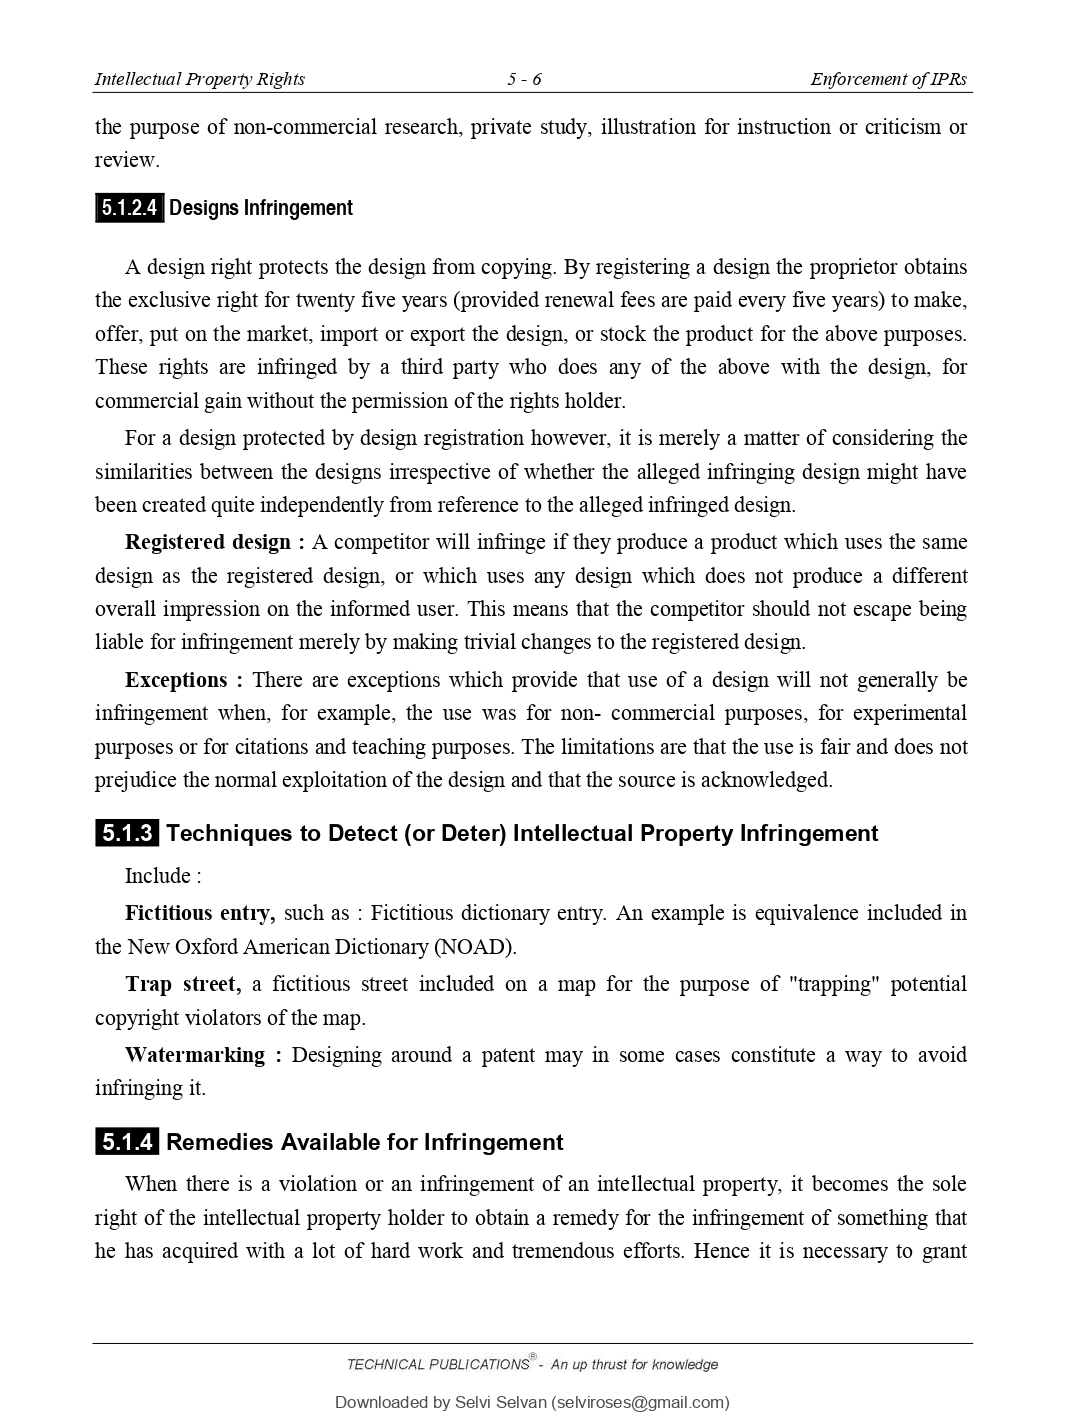 Intellectual Property Rights 5 - 6 Enforcement of IPRs
the purpose of non-commercial research, private study, illustration for instruction or criticism or
review.
5.1.2.4 Designs Infringement
A design right protects the design from copying. By registering a design the proprietor obtains
the exclusive right for twenty five years (provided renewal fees are paid every five years) to make,
offer, put on the market, import or export the design, or stock the product for the above purposes.
These rights are infringed by a third party who does any of the above with the design, for
commercial gain without the permission of the rights holder.
For a design protected by design registration however, it is merely a matter of considering the
similarities between the designs irrespective of whether the alleged infringing design might have
been created quite independently from reference to the alleged infringed design.
Registered design : A competitor will infringe if they produce a product which uses the same
design as the registered design, or which uses any design which does not produce a different
overall impression on the informed user. This means that the competitor should not escape being
liable for infringement merely by making trivial changes to the registered design.
Exceptions : There are exceptions which provide that use of a design will not generally be
infringement when, for example, the use was for non- commercial purposes, for experimental
purposes or for citations and teaching purposes. The limitations are that the use is fair and does not
prejudice the normal exploitation of the design and that the source is acknowledged.
5.1.3 Techniques to Detect (or Deter) Intellectual Property Infringement
Include :
Fictitious entry, such as : Fictitious dictionary entry. An example is equivalence included in
the New Oxford American Dictionary (NOAD).
Trap street, a fictitious street included on a map for the purpose of "trapping" potential
copyright violators of the map.
Watermarking : Designing around a patent may in some cases constitute a way to avoid
infringing it.
5.1.4 Remedies Available for Infringement
When there is a violation or an infringement of an intellectual property, it becomes the sole
right of the intellectual property holder to obtain a remedy for the infringement of something that
he has acquired with a lot of hard work and tremendous efforts. Hence it is necessary to grant
TECHNICAL PUBLICATIONS® - An up thrust for knowledge
Downloaded by Selvi Selvan (selviroses@gmail.com)